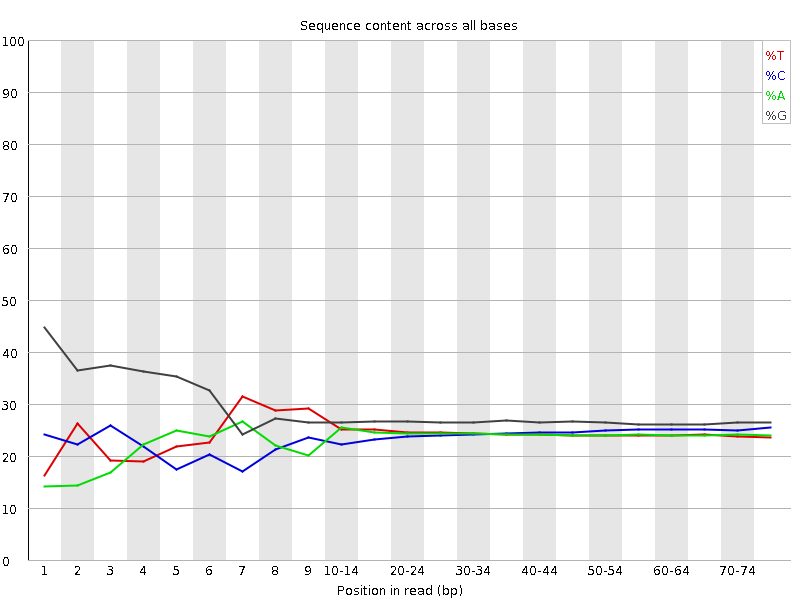 Sequence content across all bases
100
90
80
70
60
50
40
30
20
10
0
%T
%C
%A
%G
1 2 3 4 5 6 7 8 9 10-14 20-24 30-34 40-44 50-54 60-64 70-74
Position in read (bp)